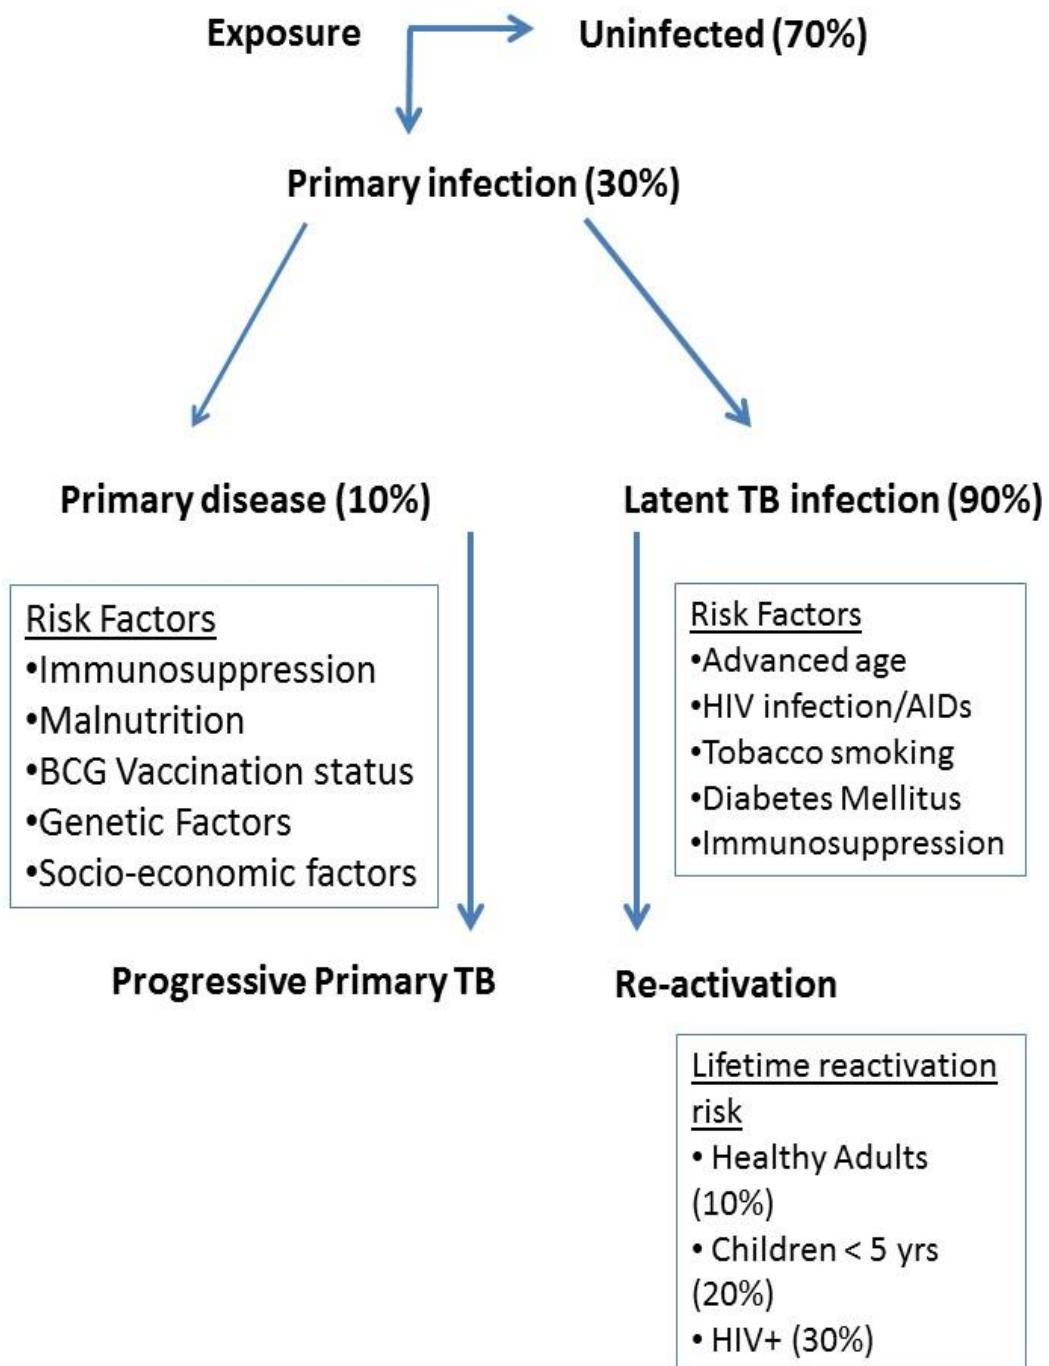 Exposure
Uninfected (70%)
Primary infection (30%)
Primary disease (10%)
Latent TB infection (90%)
Risk Factors
•Immunosuppression
•Malnutrition
•BCG Vaccination status
•Genetic Factors
•Socio-economic factors
Risk Factors
•Advanced age
•HIV infection/AIDs
•Tobacco smoking
•Diabetes Mellitus
•Immunosuppression
Progressive Primary TB
Re-activation
Lifetime reactivation
risk
• Healthy Adults
(10%)
• Children < 5 yrs
(20%)
• HIV+ (30%)